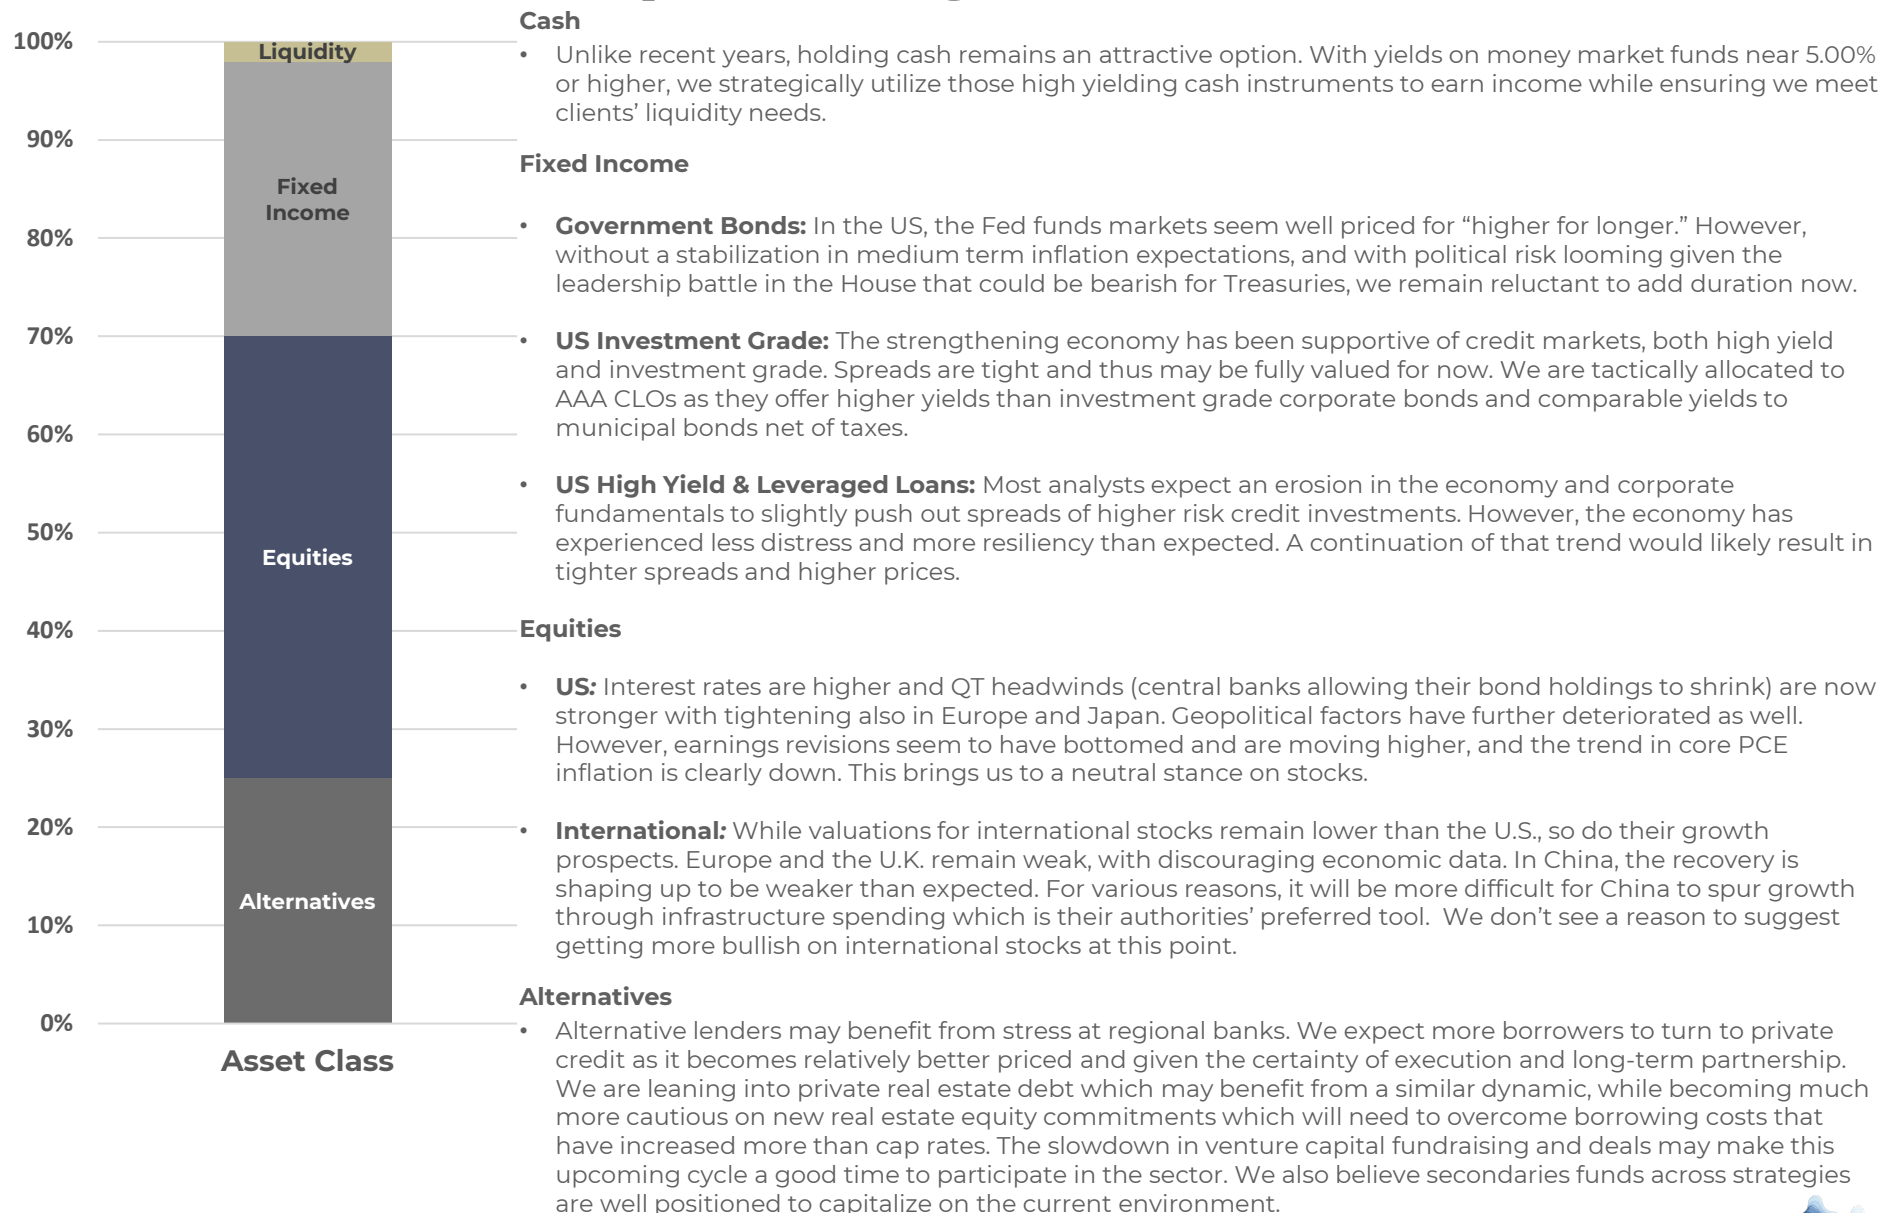 Cash
• Unlike recent years, holding cash remains an attractive option. With yields on money market funds near 5.00%
or higher, we strategically utilize those high yielding cash instruments to earn income while ensuring we meet
clients’ liquidity needs.
Fixed Income
• Government Bonds: In the US, the Fed funds markets seem well priced for “higher for longer.” However,
without a stabilization in medium term inflation expectations, and with political risk looming given the
leadership battle in the House that could be bearish for Treasuries, we remain reluctant to add duration now.
• US Investment Grade: The strengthening economy has been supportive of credit markets, both high yield
and investment grade. Spreads are tight and thus may be fully valued for now. We are tactically allocated to
AAA CLOs as they offer higher yields than investment grade corporate bonds and comparable yields to
municipal bonds net of taxes.
• US High Yield & Leveraged Loans: Most analysts expect an erosion in the economy and corporate
fundamentals to slightly push out spreads of higher risk credit investments. However, the economy has
experienced less distress and more resiliency than expected. A continuation of that trend would likely result in
tighter spreads and higher prices.
Equities
• US: Interest rates are higher and QT headwinds (central banks allowing their bond holdings to shrink) are now
stronger with tightening also in Europe and Japan. Geopolitical factors have further deteriorated as well.
However, earnings revisions seem to have bottomed and are moving higher, and the trend in core PCE
inflation is clearly down. This brings us to a neutral stance on stocks.
• International: While valuations for international stocks remain lower than the U.S., so do their growth
prospects. Europe and the U.K. remain weak, with discouraging economic data. In China, the recovery is
shaping up to be weaker than expected. For various reasons, it will be more difficult for China to spur growth
through infrastructure spending which is their authorities’ preferred tool.  We don’t see a reason to suggest
getting more bullish on international stocks at this point.
Alternatives
• Alternative lenders may benefit from stress at regional banks. We expect more borrowers to turn to private
credit as it becomes relatively better priced and given the certainty of execution and long-term partnership.
We are leaning into private real estate debt which may benefit from a similar dynamic, while becoming much
more cautious on new real estate equity commitments which will need to overcome borrowing costs that
have increased more than cap rates. The slowdown in venture capital fundraising and deals may make this
upcoming cycle a good time to participate in the sector. We also believe secondaries funds across strategies
are well positioned to capitalize on the current environment.
100%
90%
80%
70%
60%
50%
40%
30%
20%
10%
0%
Liquidity
Fixed
Income
Equities
Alternatives
Asset Class